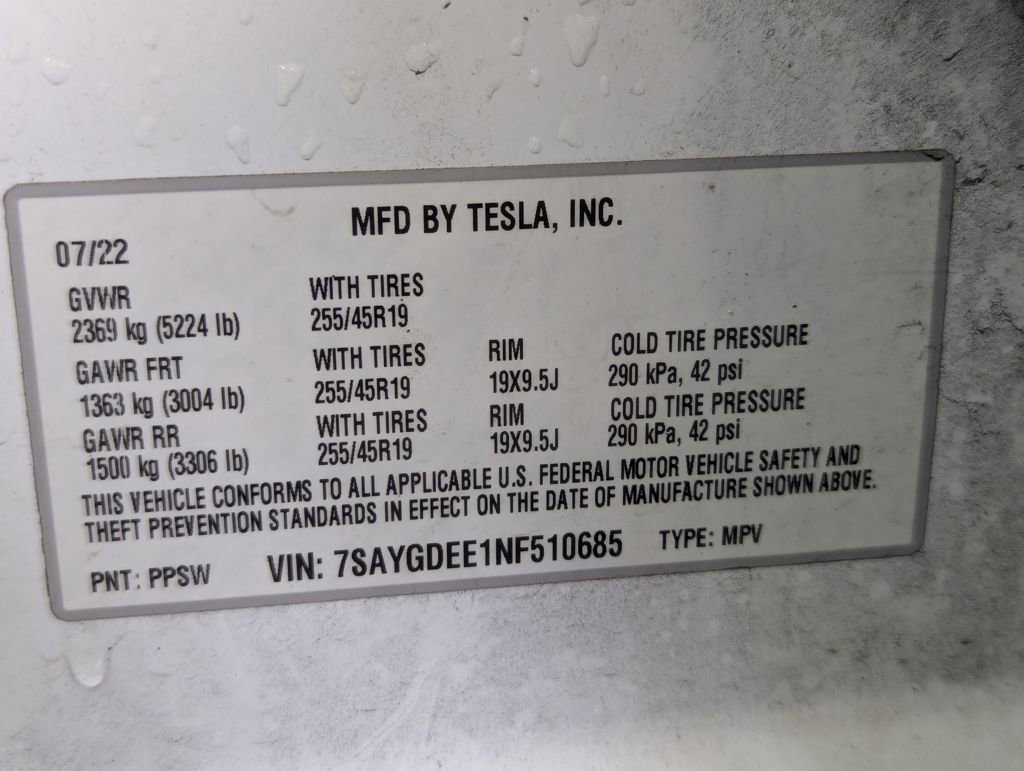 MFD BY TESLA, INC.
07/22
GVWR WITH TIRES
2369 kg (5224 lb) 255/45R19
GAWR FRT WITH TIRES RIM COLD TIRE PRESSURE
1363 kg (3004 lb) 255/45R19 19X9.5J 290 kPa, 42 psi
GAWR RR WITH TIRES RIM COLD TIRE PRESSURE
1500 kg (3306 lb) 255/45R19 19X9.5J 290 kPa, 42 psi
THIS VEHICLE CONFORMS TO ALL APPLICABLE U.S. FEDERAL MOTOR VEHICLE SAFETY AND
THEFT PREVENTION STANDARDS IN EFFECT ON THE DATE OF MANUFACTURE SHOWN ABOVE.
PNT: PPSW VIN: 7SAYGDEE1NF510685 TYPE: MPV